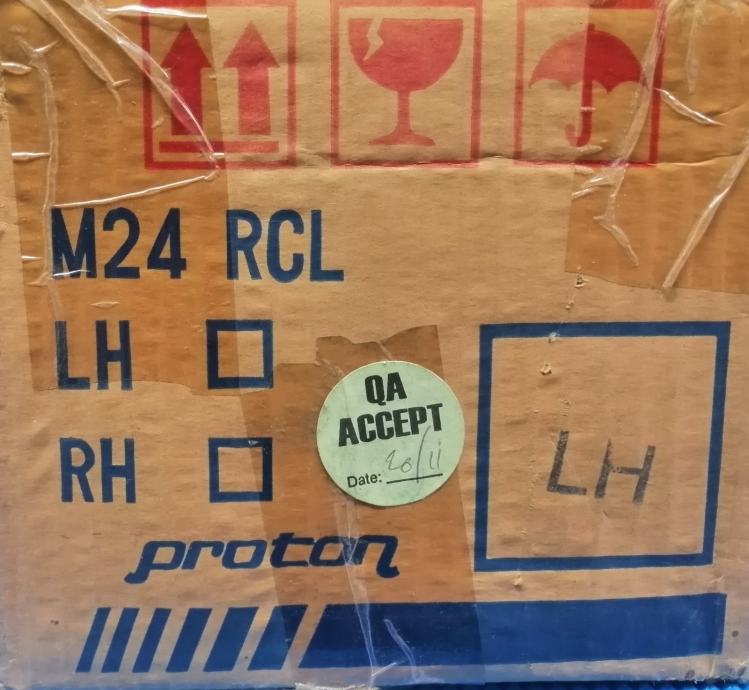 M24 RCL
LH
RH
QA
ACCEPT
Date: 20/11
LH
proton